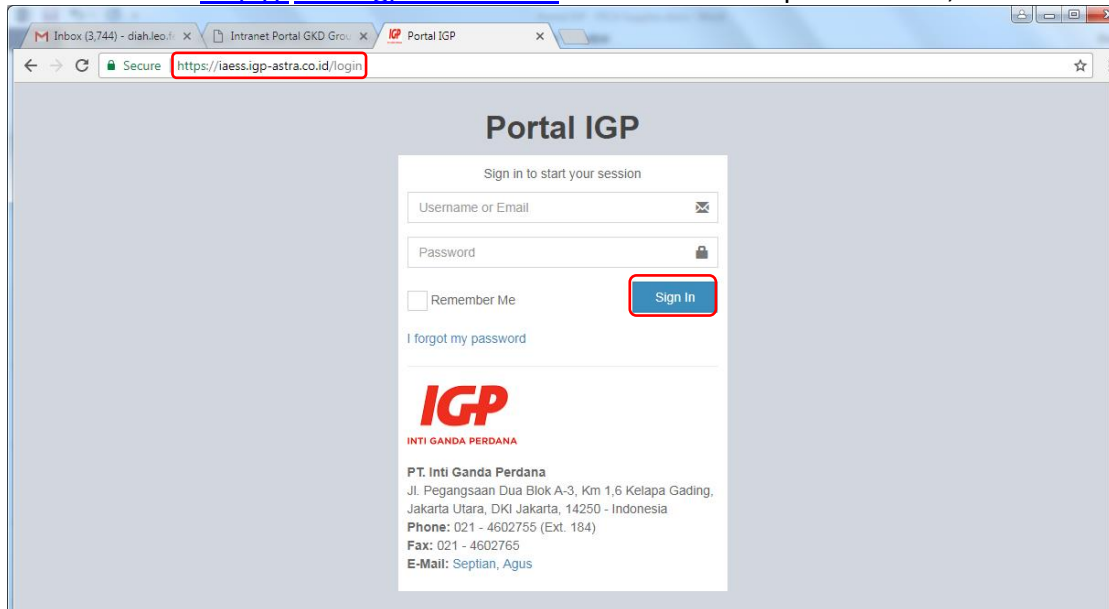 Inbox (3,744) - diah.leo.f
Intranet Portal GKD Grou
Portal IGP
Secure
https://iaess.igp-astra.co.id/login
Portal IGP
Sign in to start your session
Username or Email
Password
Remember Me
Sign In
I forgot my password
IGP
INTI GANDA PERDANA
PT. Inti Ganda Perdana
Jl. Pegangsaan Dua Blok A-3, Km 1,6 Kelapa Gading,
Jakarta Utara, DKI Jakarta, 14250 - Indonesia
Phone: 021 - 4602755 (Ext. 184)
Fax: 021 - 4602765
E-Mail: Septian, Agus